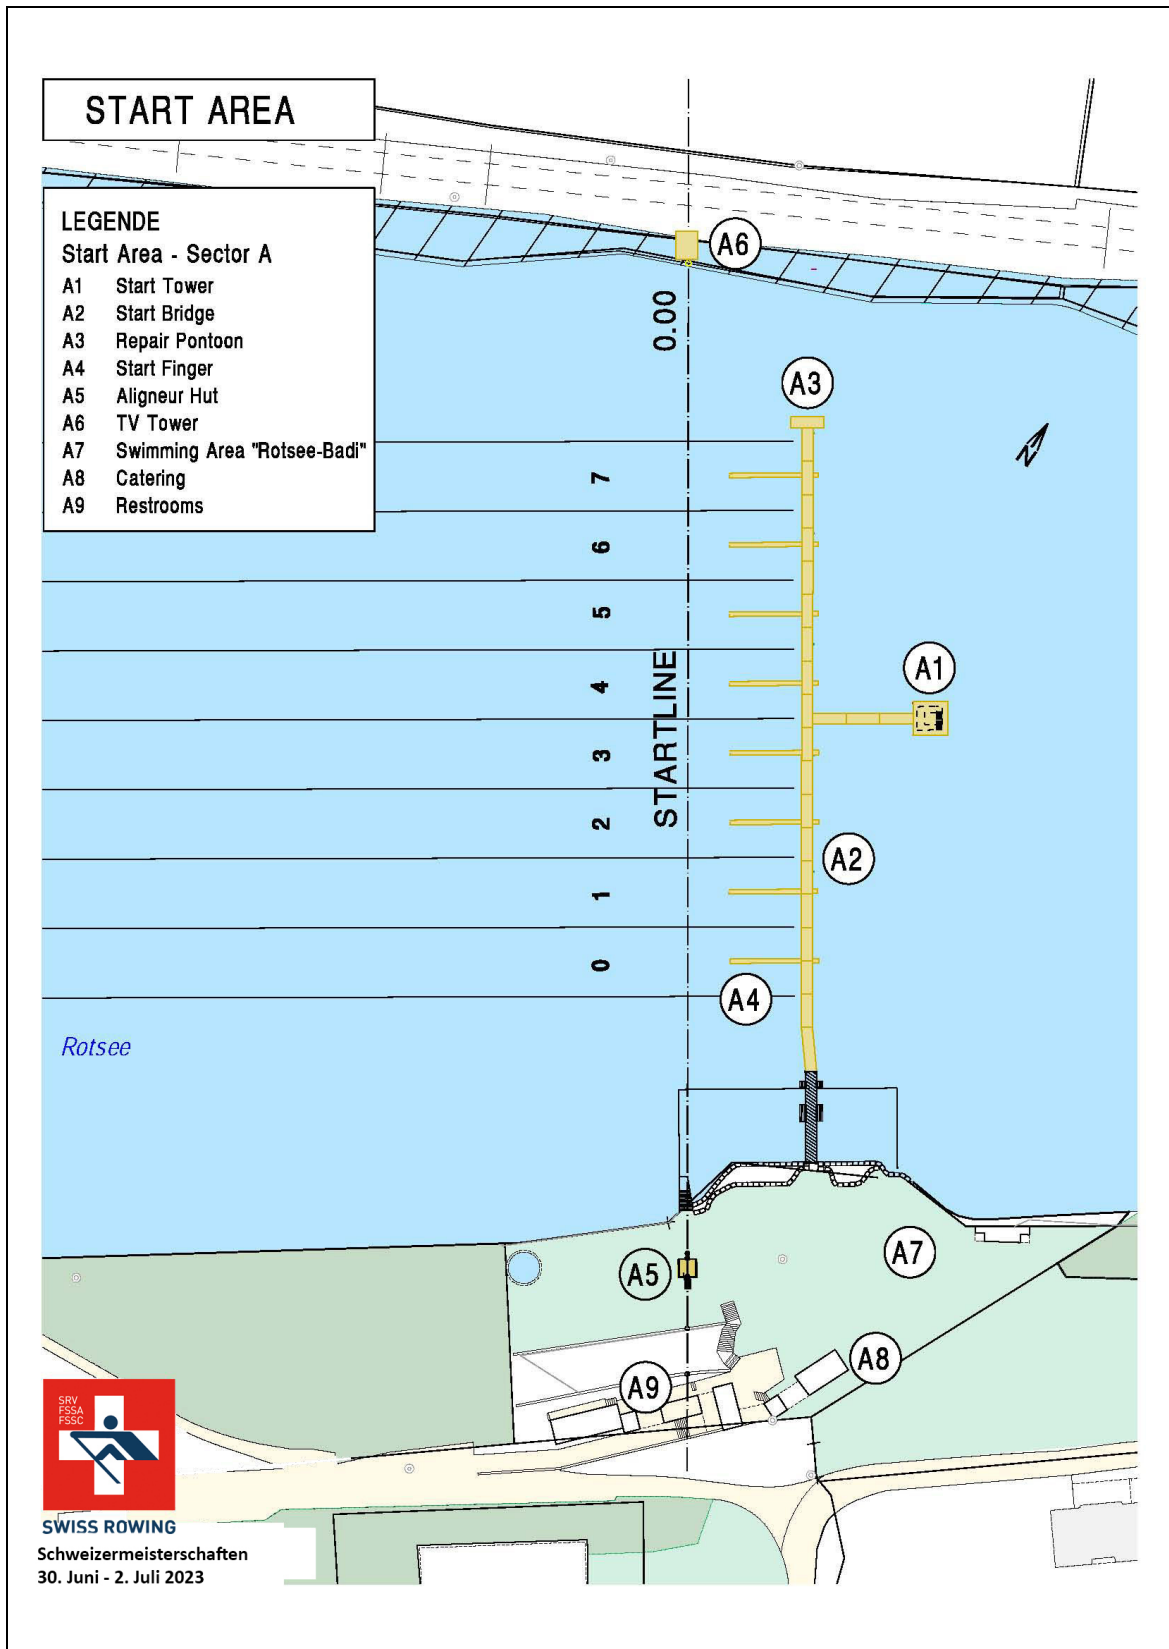 START AREA
LEGENDE
Start Area - Sector A
A1 Start Tower
A2 Start Bridge
A3 Repair Pontoon
A4 Start Finger
A5 Aligneur Hut
A6 TV Tower
A7 Swimming Area "Rotsee-Badi"
A8 Catering
A9 Restrooms
A6
0.00
A3
N
7
6
5
4
A1
STARTLINE
3
2
A2
1
0
A4
Rotsee
A7
A5
A8
A9
SRV
FSSA
FSSC
SWISS ROWING
Schweizermeisterschaften
30. Juni - 2. Juli 2023